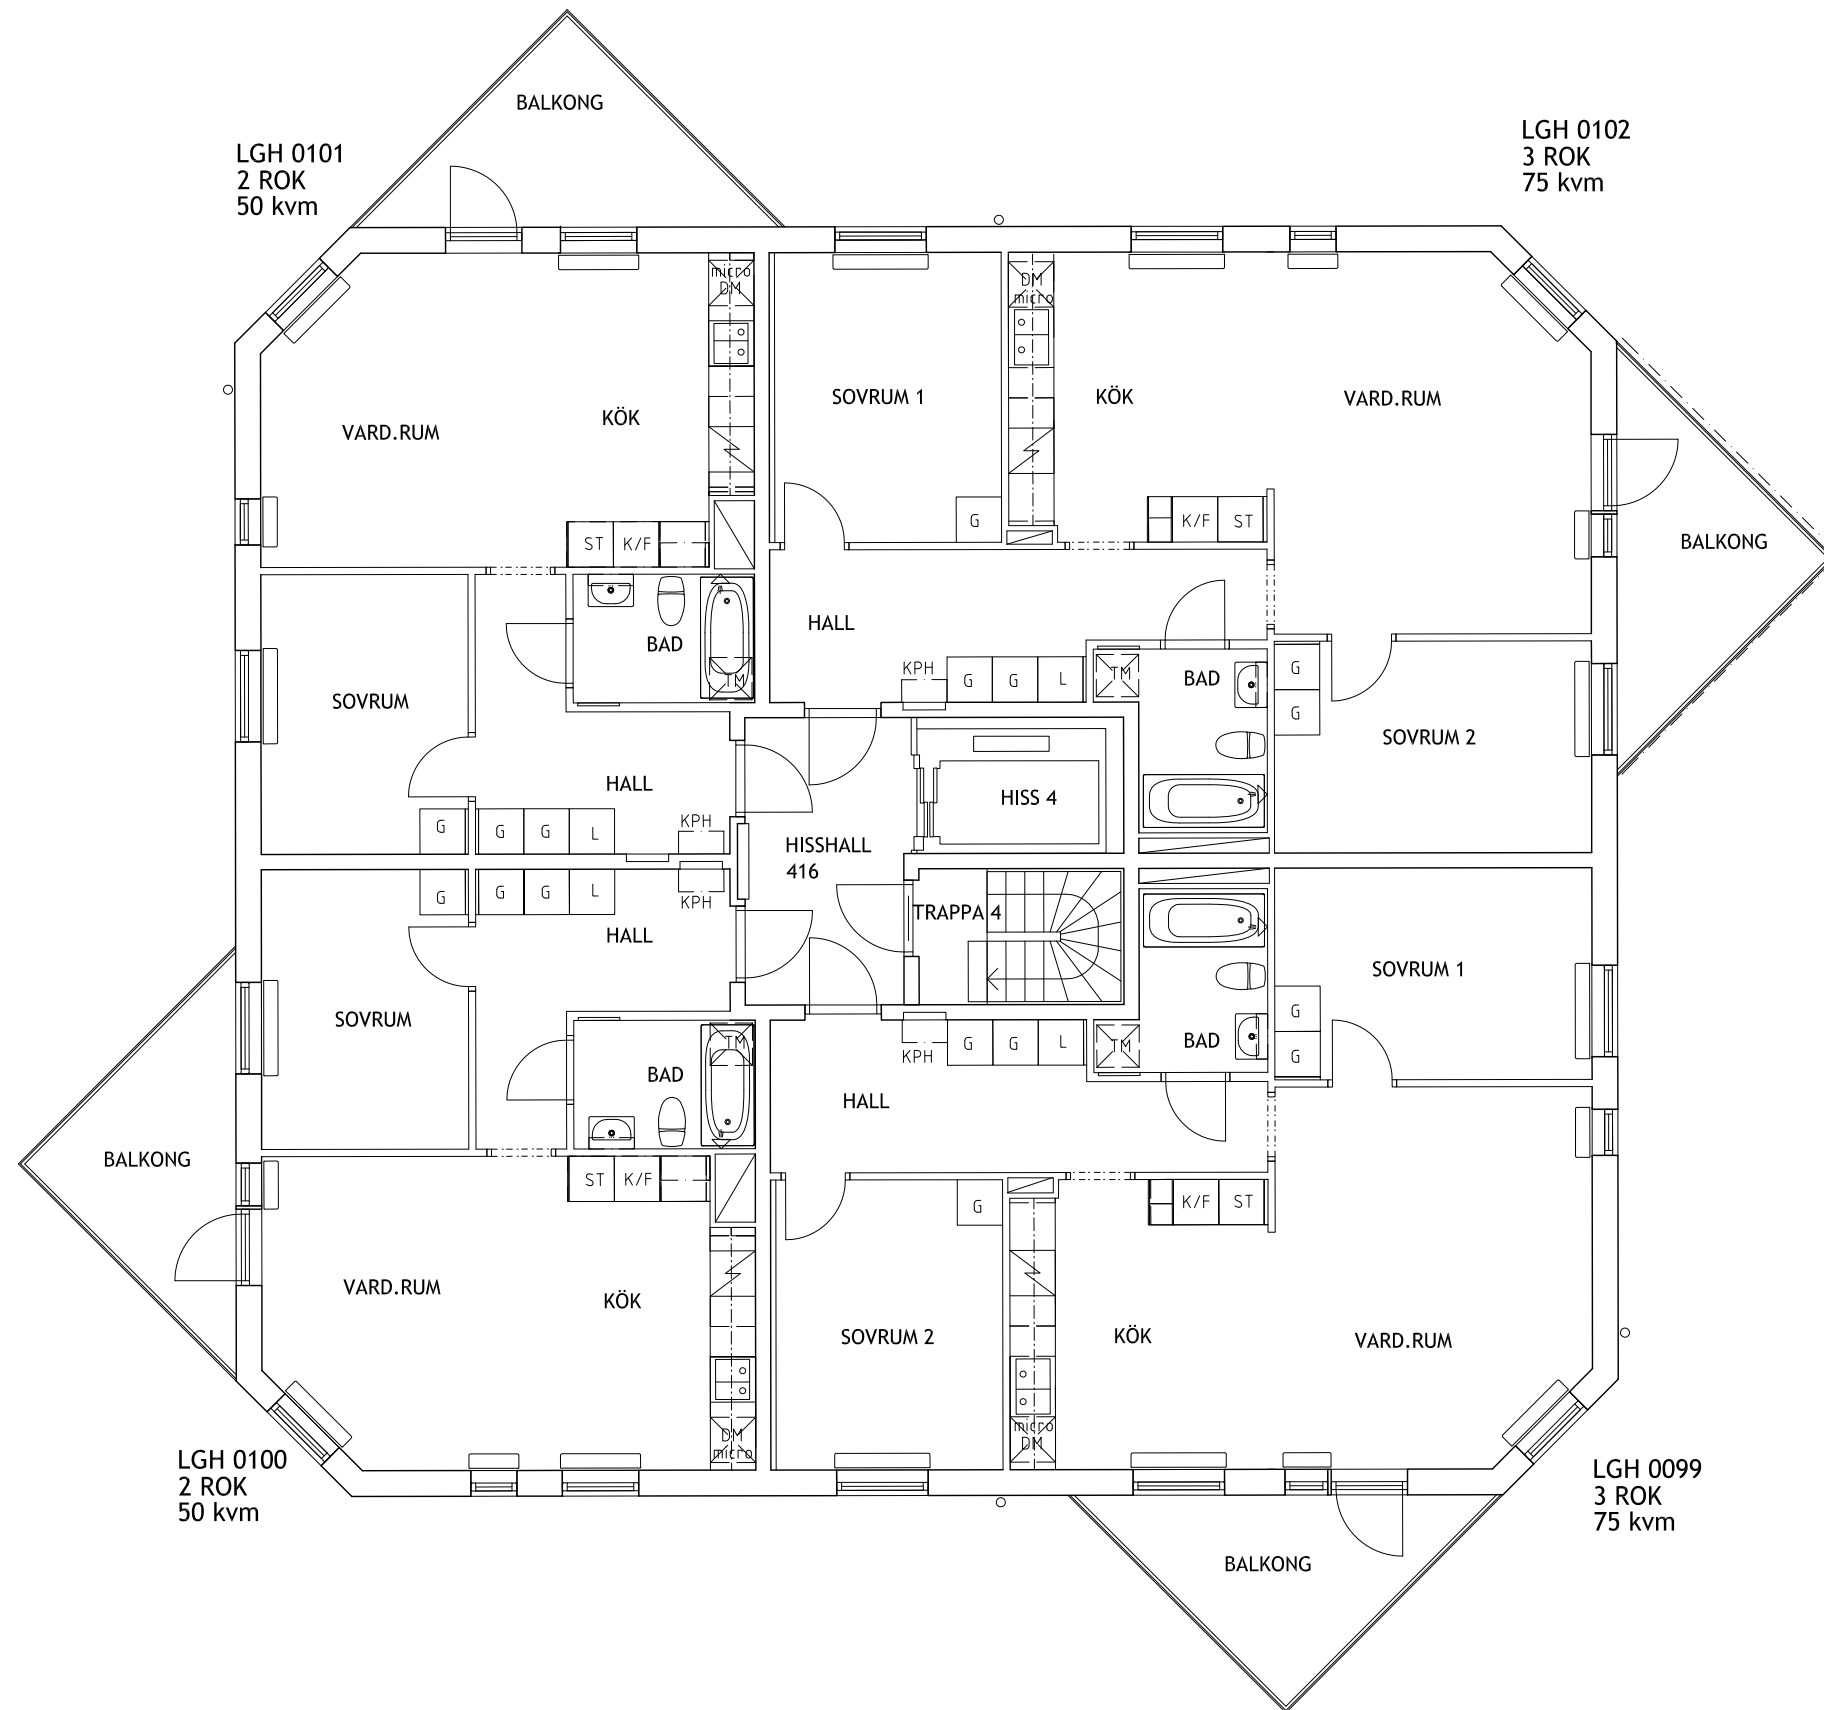 BALKONG
LGH 0101
2 ROK
50 kvm
LGH 0102
3 ROK
75 kvm
micro
DM
DM
micro
SOVRUM 1
KÖK
VARD.RUM
KÖK
VARD.RUM
G
K/F
ST
ST
K/F
BALKONG
HALL
BAD
KPH
G
G
L
TM
BAD
G
TM
SOVRUM
G
SOVRUM 2
HALL
HISS 4
KPH
G
G
G
L
HISSHALL
416
G
G
G
L
KPH
TRAPPA 4
HALL
SOVRUM 1
SOVRUM
G
TM
KPH
G
G
L
TM
BAD
G
BAD
HALL
BALKONG
ST
K/F
G
K/F
ST
VARD.RUM
KÖK
SOVRUM 2
KÖK
VARD.RUM
DM
micro
micro
DM
LGH 0100
2 ROK
50 kvm
LGH 0099
3 ROK
75 kvm
BALKONG